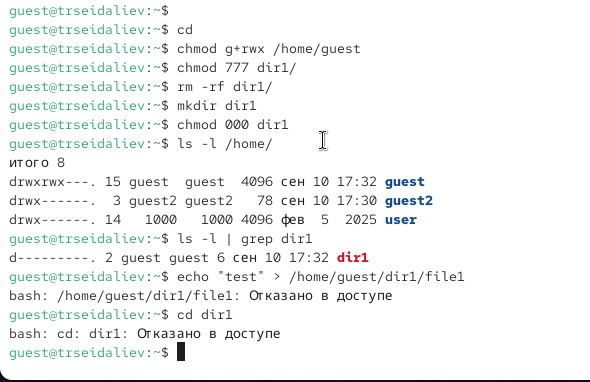 guest@trseidaliev:~$
guest@trseidaliev:~$ cd
guest@trseidaliev:~$ chmod g+rwx /home/guest
guest@trseidaliev:~$ chmod 777 dir1/
guest@trseidaliev:~$ rm -rf dir1/
guest@trseidaliev:~$ mkdir dir1
guest@trseidaliev:~$ chmod 000 dir1
guest@trseidaliev:~$ ls -l /home/
итого 8
drwxrwx---. 15 guest  guest  4096 сен 10 17:32 guest
drwx------.  3 guest2 guest2   78 сен 10 17:30 guest2
drwx------. 14   1000   1000 4096 фев  5  2025 user
guest@trseidaliev:~$ ls -l | grep dir1
d---------. 2 guest guest 6 сен 10 17:32 dir1
guest@trseidaliev:~$ echo "test" > /home/guest/dir1/file1
bash: /home/guest/dir1/file1: Отказано в доступе
guest@trseidaliev:~$ cd dir1
bash: cd: dir1: Отказано в доступе
guest@trseidaliev:~$